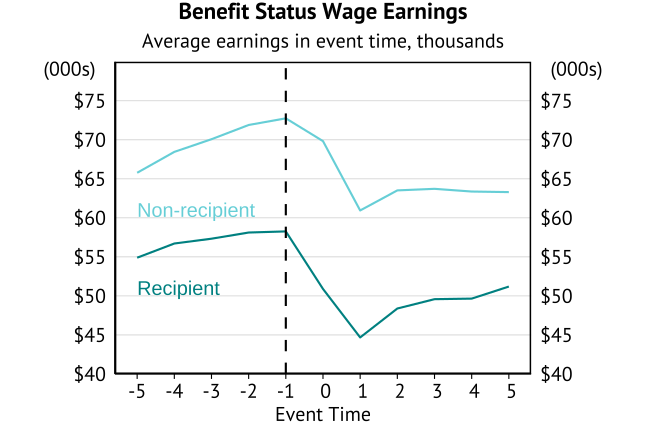 Benefit Status Wage Earnings
Average earnings in event time, thousands
(000s) (000s)
$75 $75
$70 $70
$65 $65
Non-recipient
$60 $60
$55 $55
Recipient
$50 $50
$45 $45
$40 $40
-5 -4 -3 -2 -1 0 1 2 3 4 5
Event Time